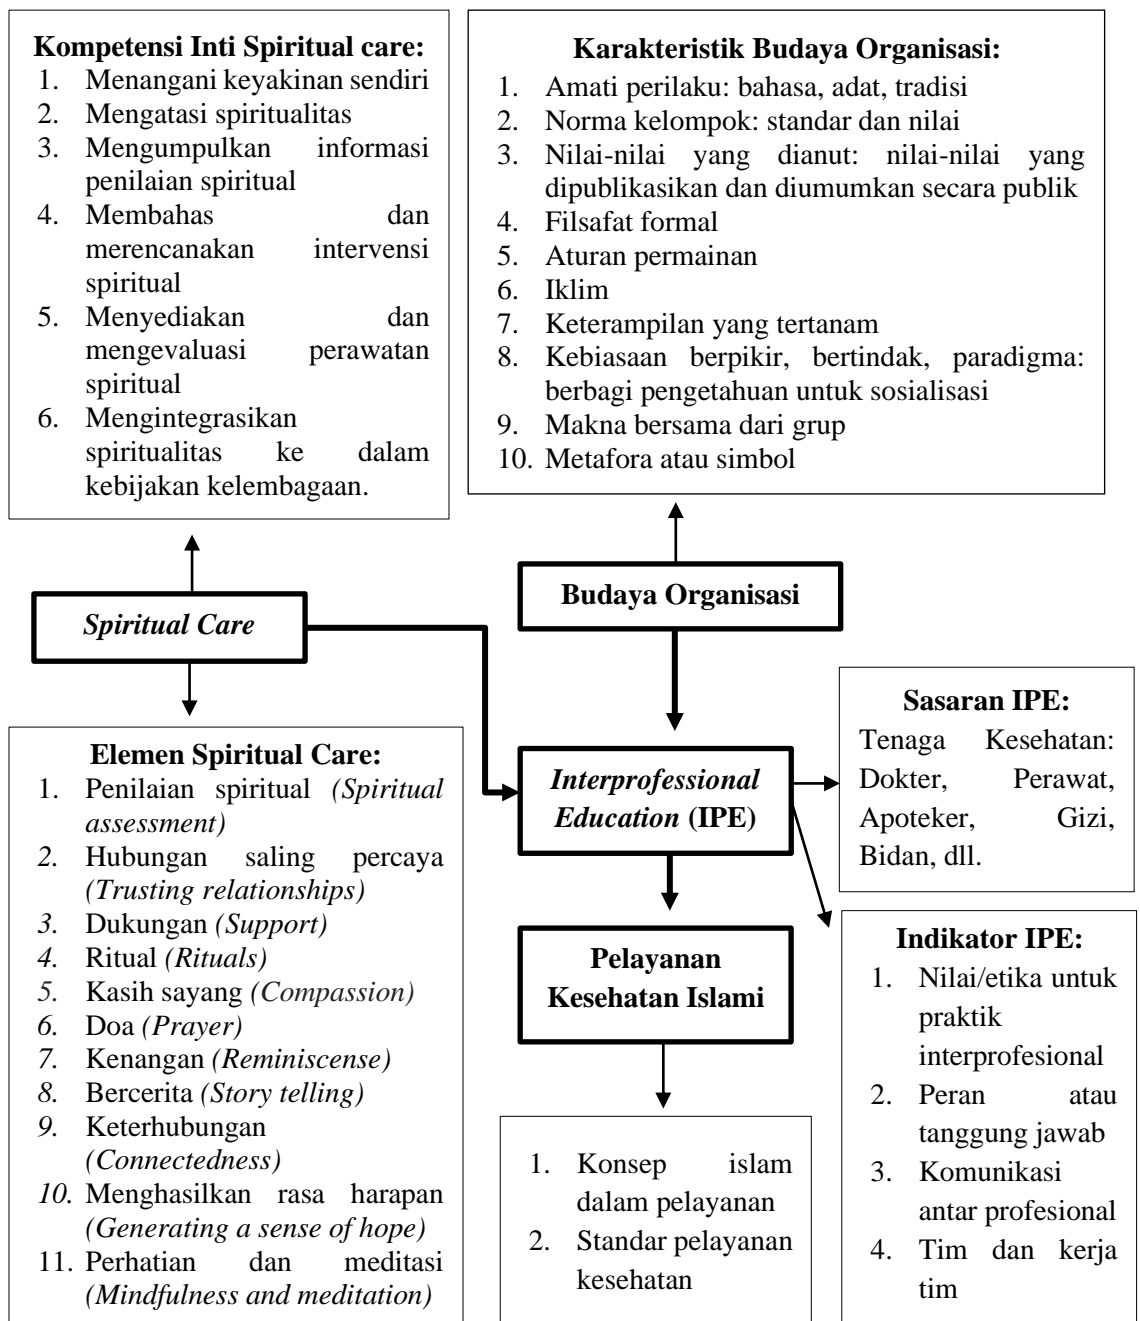 Kompetensi Inti Spiritual care:
1. Menangani keyakinan sendiri
2. Mengatasi spiritualitas
3. Mengumpulkan informasi
penilaian spiritual
4. Membahas dan
merencanakan intervensi
spiritual
5. Menyediakan dan
mengevaluasi perawatan
spiritual
6. Mengintegrasikan
spiritualitas ke dalam
kebijakan kelembagaan.
Karakteristik Budaya Organisasi:
1. Amati perilaku: bahasa, adat, tradisi
2. Norma kelompok: standar dan nilai
3. Nilai-nilai yang dianut: nilai-nilai yang
dipublikasikan dan diumumkan secara publik
4. Filsafat formal
5. Aturan permainan
6. Iklim
7. Keterampilan yang tertanam
8. Kebiasaan berpikir, bertindak, paradigma:
berbagi pengetahuan untuk sosialisasi
9. Makna bersama dari grup
10. Metafora atau simbol
Spiritual Care
Budaya Organisasi
Elemen Spiritual Care:
1. Penilaian spiritual (Spiritual
assessment)
2. Hubungan saling percaya
(Trusting relationships)
3. Dukungan (Support)
4. Ritual (Rituals)
5. Kasih sayang (Compassion)
6. Doa (Prayer)
7. Kenangan (Reminiscense)
8. Bercerita (Story telling)
9. Keterhubungan
(Connectedness)
10. Menghasilkan rasa harapan
(Generating a sense of hope)
11. Perhatian dan meditasi
(Mindfulness and meditation)
Interprofessional
Education (IPE)
Sasaran IPE:
Tenaga Kesehatan:
Dokter, Perawat,
Apoteker, Gizi,
Bidan, dll.
Pelayanan
Kesehatan Islami
Indikator IPE:
1. Nilai/etika untuk
praktik
interprofesional
2. Peran atau
tanggung jawab
3. Komunikasi
antar profesional
4. Tim dan kerja
tim
1. Konsep islam
dalam pelayanan
2. Standar pelayanan
kesehatan